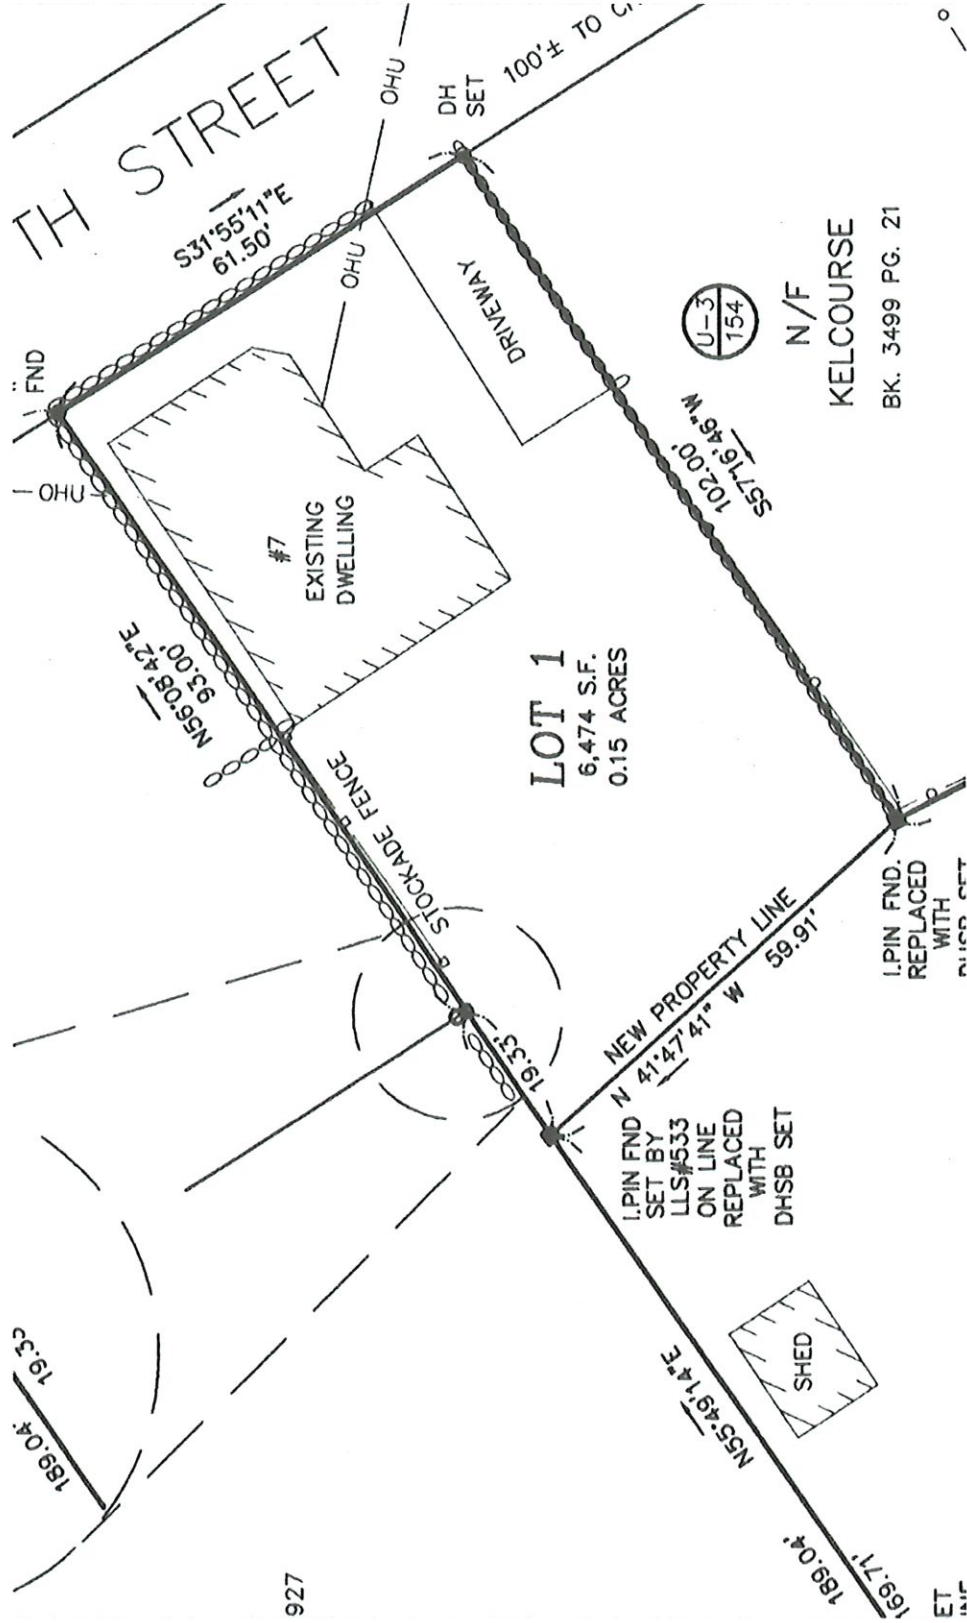 TH STREET
S31°55'11"E
61.50'
OHU
OHU
DH
SET
100'± TO
" FND
OHU
DRIVEWAY
U-3
154
N/F
KELCOURSE
BK. 3499 PG. 21
#7
EXISTING
DWELLING
N56°08'42"E
93.00'
102.00'
S57°16'46"W
LOT 1
6,474 S.F.
0.15 ACRES
STOCKADE FENCE
NEW PROPERTY LINE
59.91'
N 41°47'41" W
19.33'
I.PIN FND.
REPLACED
WITH
DHSB SET
I.PIN FND
SET BY
LLS#533
ON LINE
REPLACED
WITH
DHSB SET
SHED
N55°49'14"E
189.04'
169.71'
189.04'
19.33
927
ET